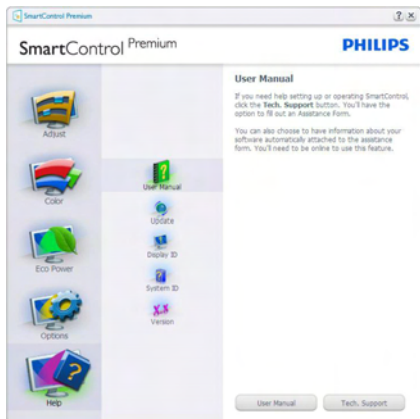 SmartControl Premium
SmartControl Premium
PHILIPS
Adjust
Color
Eco Power
Options
Help
User Manual
Update
Display ID
System ID
Version
User Manual
If you need help setting up or operating SmartControl,
click the Tech. Support button. You'll have the
option to fill out an Assistance Form.
You can also choose to have information about your
software automatically attached to the assistance
form. You'll need to be online to use this feature.
User Manual
Tech. Support